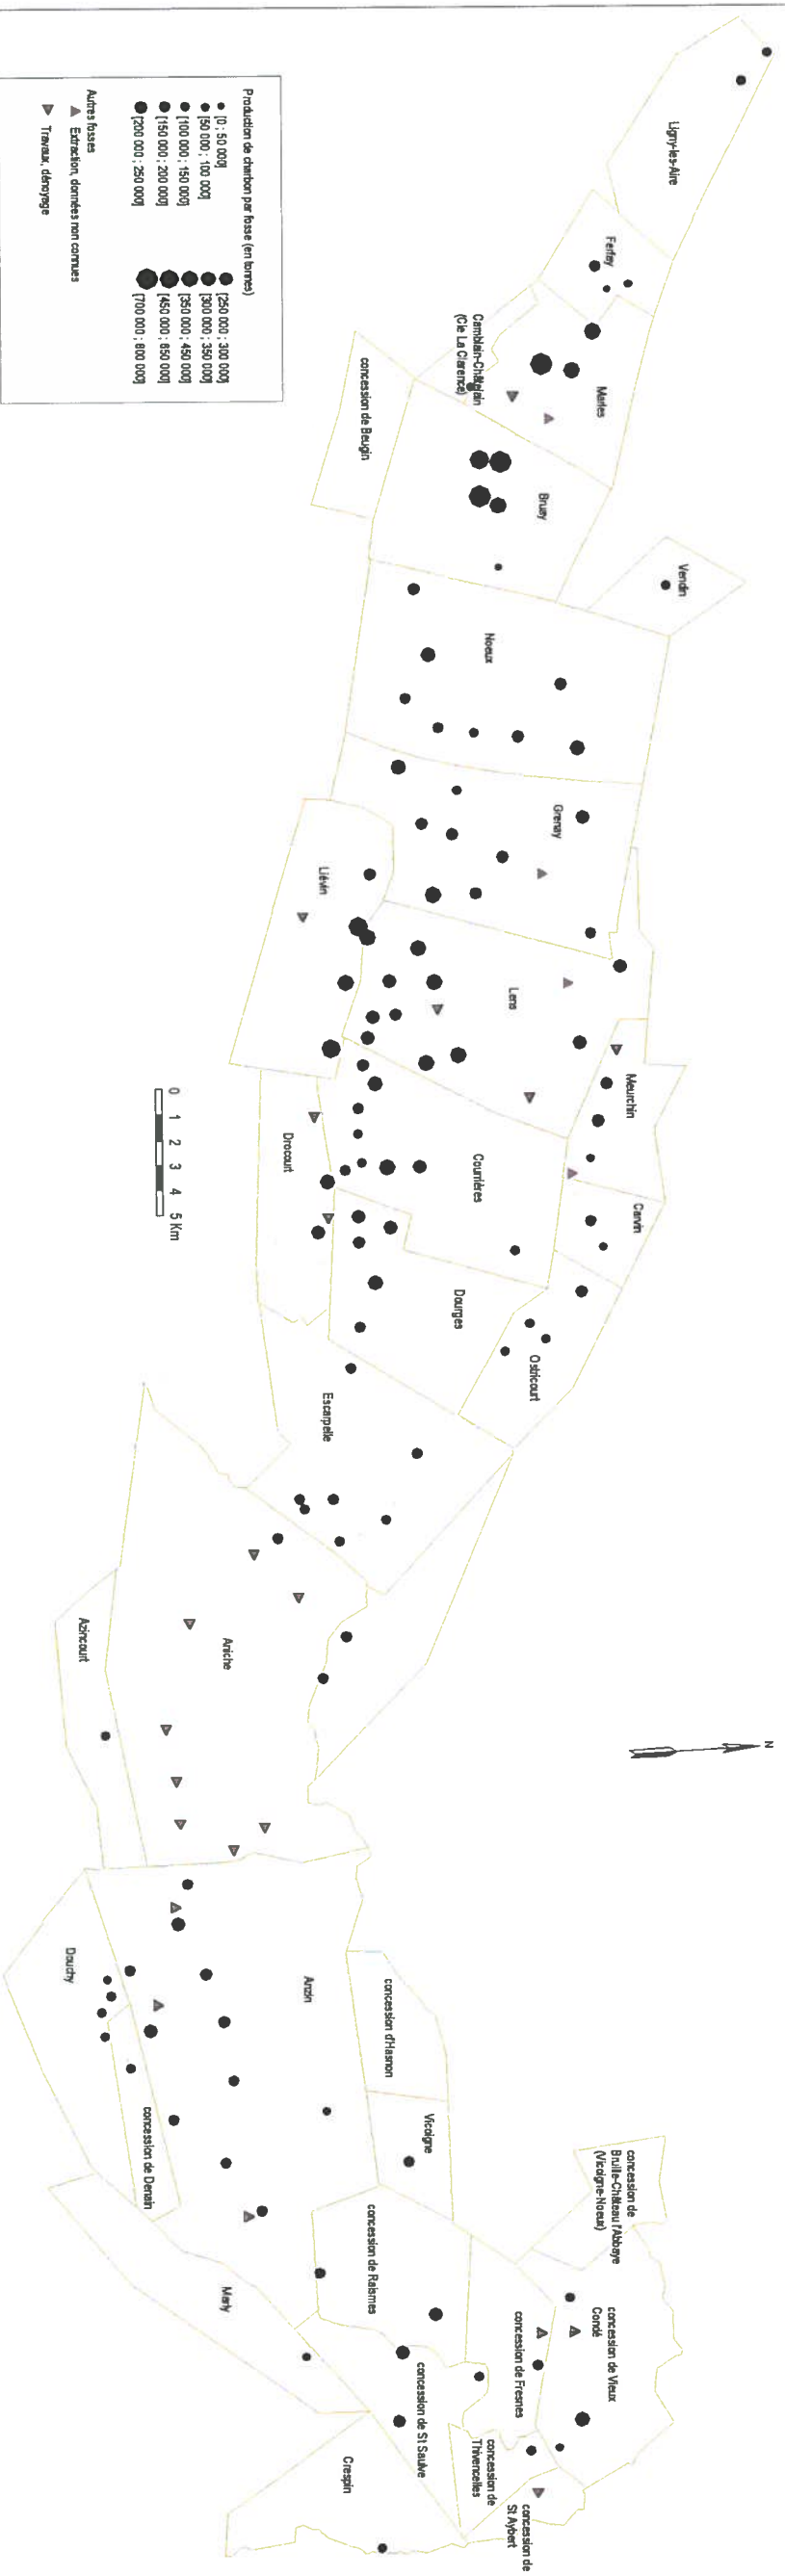 Ligny-les-Aire
Ferfay
Marles
Camblain-Châtelain
(Cie La Clarence)
concession de Beugin
Bruay
Vendin
Noeux
Grenay
Liévin
Lens
Meurchin
Carvin
Courrières
Drocourt
Dourges
Ostricourt
Escarpelle
Aniche
Azincourt
Anzin
Douchy
concession de Denain
concession d'Hasnon
Vicoigne
concession de
Bruille-Château l'Abbaye
(Vicoigne-Noeux)
concession de Raismes
Marly
concession de Vieux
Condé
concession de Fresnes
concession de St Saulve
concession de
Thivencelles
concession de
St Aybert
Crespin
N
0 1 2 3 4 5 Km
Production de charbon par fosse (en tonnes)
[0 ; 50 000]
[50 000 ; 100 000]
[100 000 ; 150 000]
[150 000 ; 200 000]
[200 000 ; 250 000]
[250 000 ; 300 000]
[300 000 ; 350 000]
[350 000 ; 450 000]
[450 000 ; 650 000]
[700 000 ; 800 000]
Autres fosses
Extraction, données non connues
Travaux, dénoyage